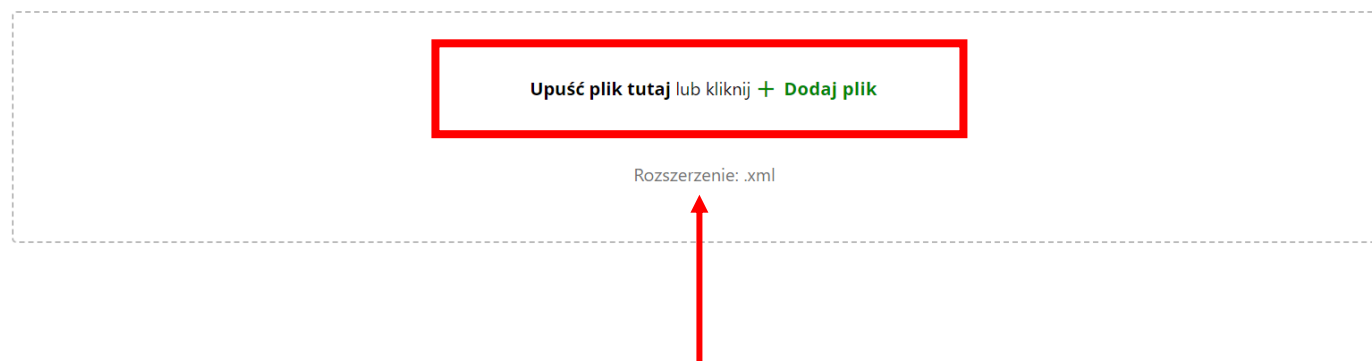 Upuść plik tutaj lub kliknij + Dodaj plik
Rozszerzenie: .xml